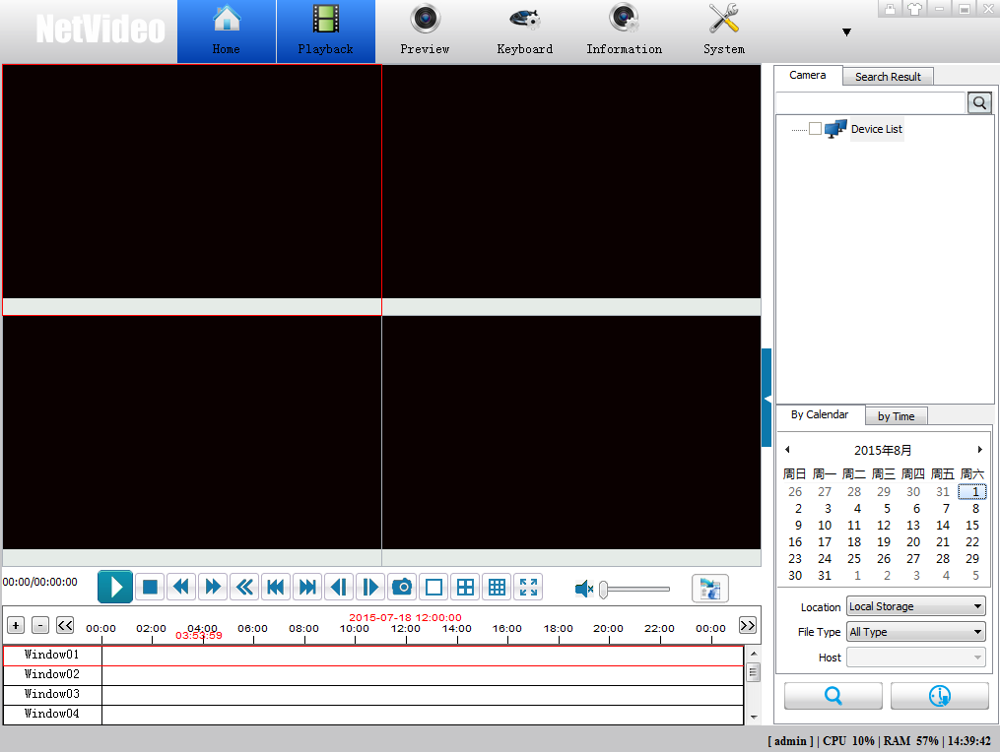 NetVideo
Home Playback Preview Keyboard Information System
Camera Search Result
Device List
By Calendar by Time
2015年8月
周日 周一 周二 周三 周四 周五 周六
26 27 28 29 30 31 1
2 3 4 5 6 7 8
9 10 11 12 13 14 15
16 17 18 19 20 21 22
23 24 25 26 27 28 29
30 31 1 2 3 4 5
Location Local Storage
File Type All Type
Host
00:00/00:00:00
2015-07-18 12:00:00
+ - << 00:00 02:00 04:00 06:00 08:00 10:00 12:00 14:00 16:00 18:00 20:00 22:00 00:00 >>
03:53:59
Window01
Window02
Window03
Window04
[ admin ] | CPU 10% | RAM 57% | 14:39:42